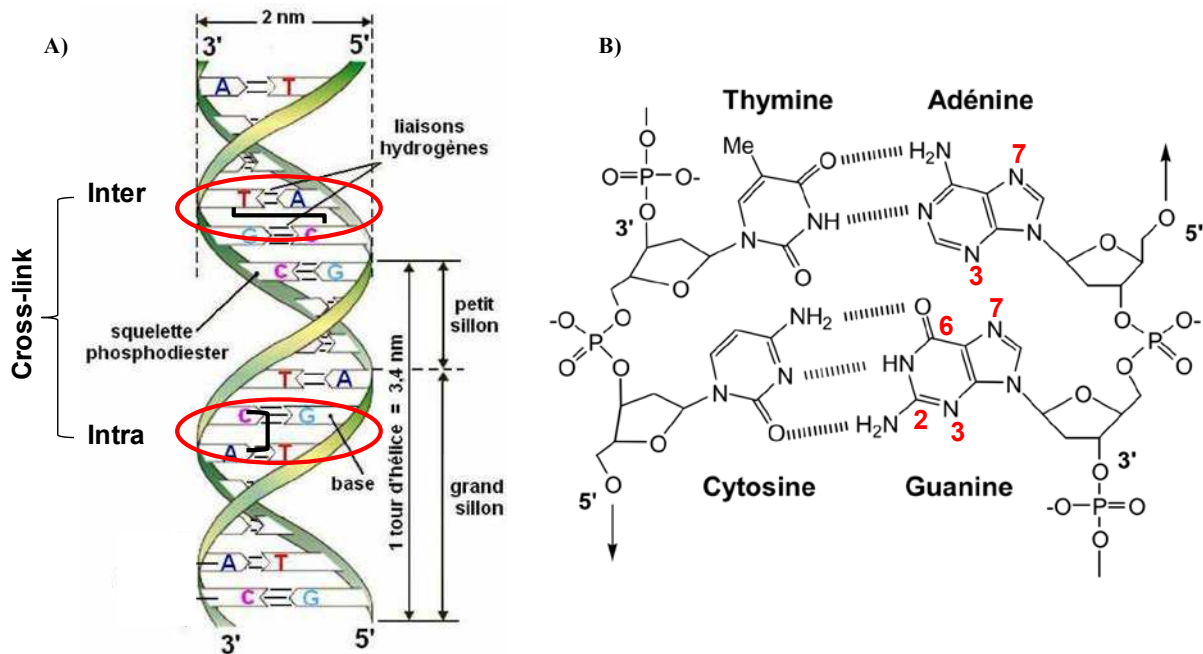 A)
2 nm
3'
5'
A
T
liaisons
hydrogènes
Inter
T
A
G
C
C
G
Cross-link
squelette
phosphodiester
petit
sillon
1 tour d'hélice = 3,4 nm
T
A
C
G
Intra
A
T
base
grand
sillon
A
T
C
G
3'
5'
B)
Thymine
Adénine
O
O
P
O-
O
3'
Me
O
H2N
7
N
N
NH
N
N
N
3
O
O
O
O
5'
O
-O
P
O
O
NH2
O
7
6
N
N
N
HN
N
O
H2N
2
N
3
O
O
O
O
P
O-
O
O
3'
5'
O
Cytosine
Guanine
O
-O
P
O
O